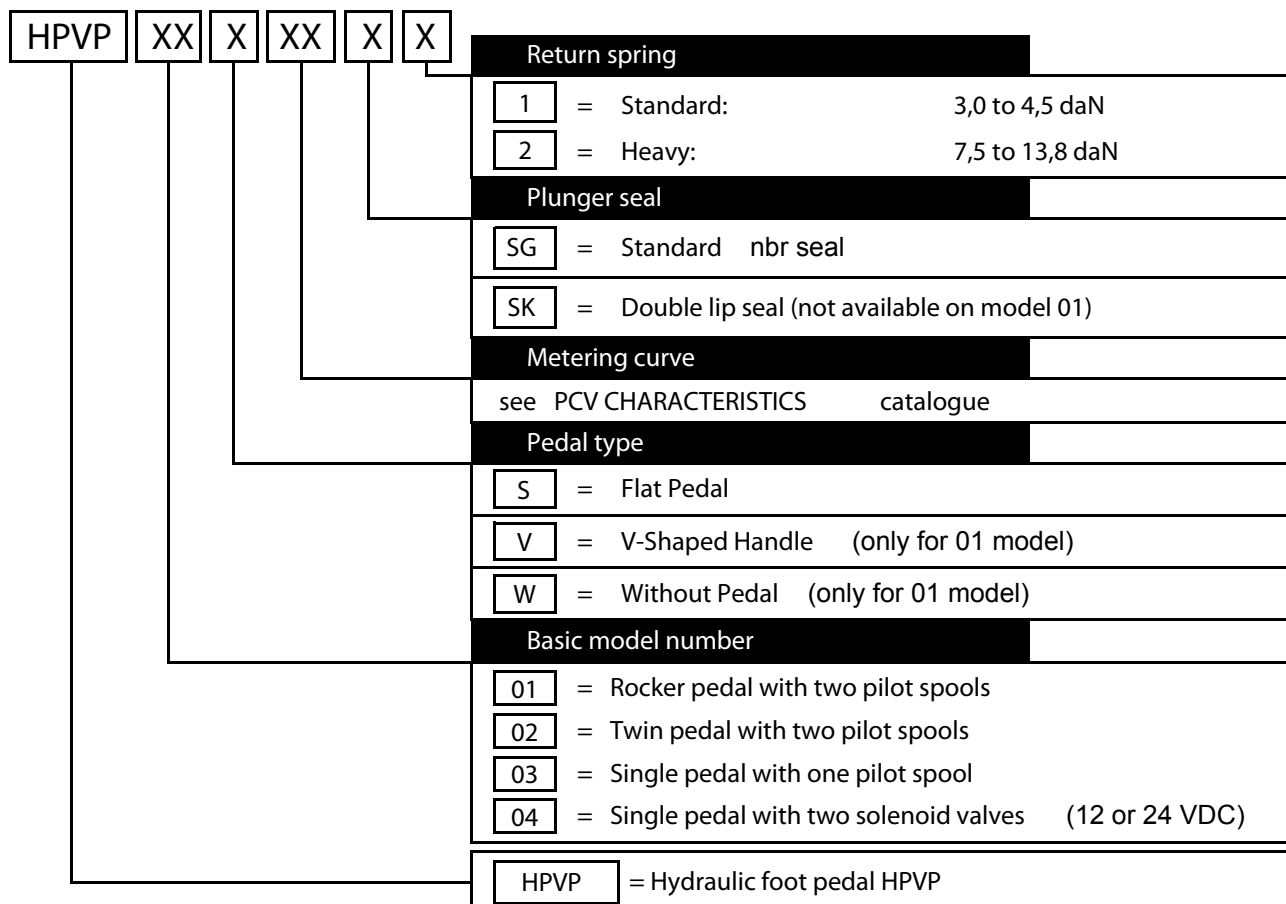 HPVP XX X XX X X
Return spring
1 = Standard: 3,0 to 4,5 daN
2 = Heavy: 7,5 to 13,8 daN
Plunger seal
SG = Standard nbr seal
SK = Double lip seal (not available on model 01)
Metering curve
see PCV CHARACTERISTICS catalogue
Pedal type
S = Flat Pedal
V = V-Shaped Handle (only for 01 model)
W = Without Pedal (only for 01 model)
Basic model number
01 = Rocker pedal with two pilot spools
02 = Twin pedal with two pilot spools
03 = Single pedal with one pilot spool
04 = Single pedal with two solenoid valves (12 or 24 VDC)
HPVP = Hydraulic foot pedal HPVP